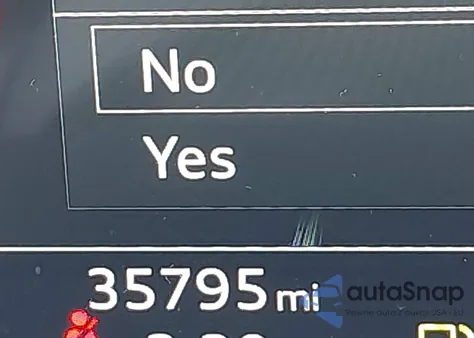 No
Yes
35795 mi
autaSnap